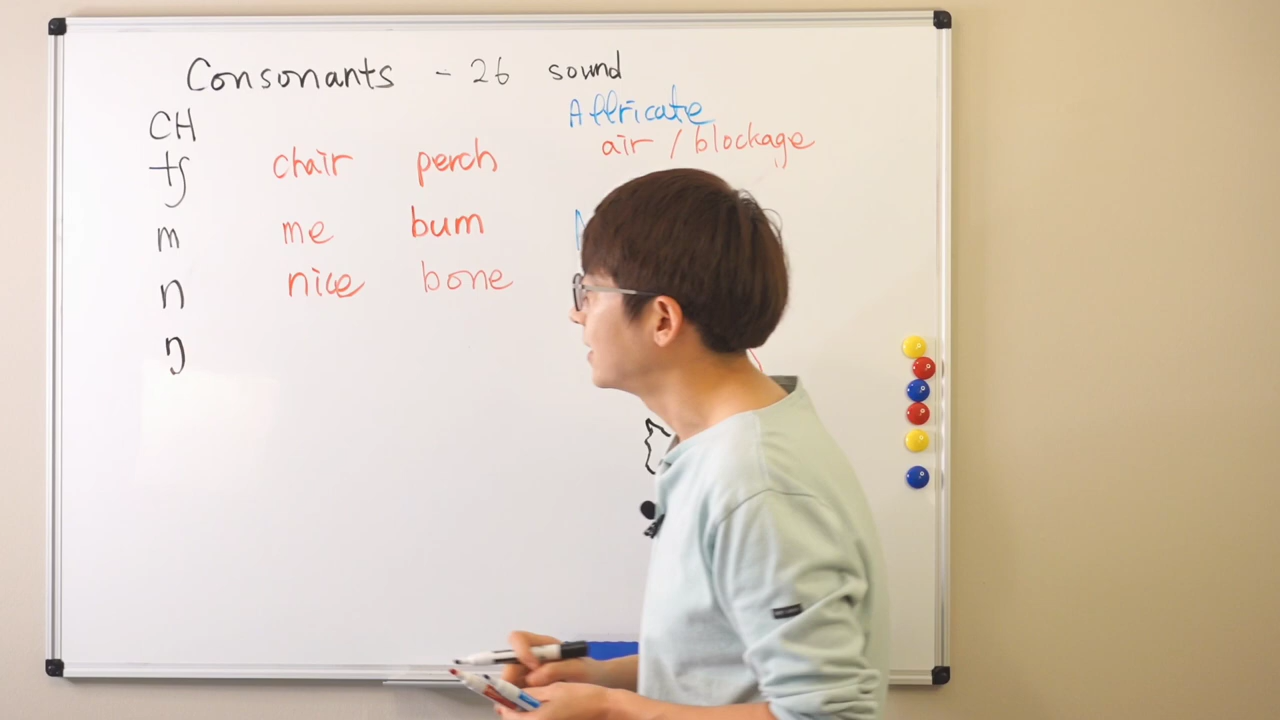 Consonants - 26 sound
Affricate
CH
air / blockage
tʃ chair perch
m me bum
n nice bone
ŋ